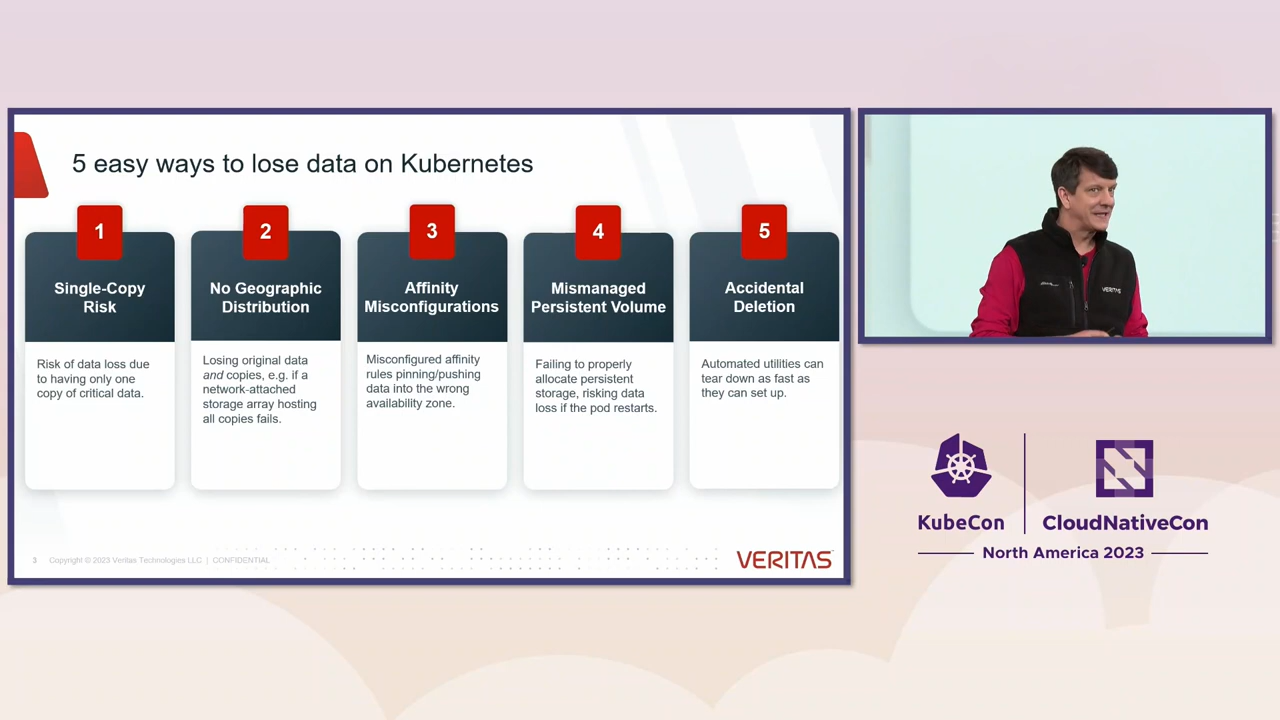 5 easy ways to lose data on Kubernetes
1
Single-Copy
Risk
Risk of data loss due
to having only one
copy of critical data.
2
No Geographic
Distribution
Losing original data
and copies, e.g. if a
network-attached
storage array hosting
all copies fails.
3
Affinity
Misconfigurations
Misconfigured affinity
rules pinning/pushing
data into the wrong
availability zone.
4
Mismanaged
Persistent Volume
Failing to properly
allocate persistent
storage, risking data
loss if the pod restarts.
5
Accidental
Deletion
Automated utilities can
tear down as fast as
they can set up.
3 Copyright © 2023 Veritas Technologies LLC | CONFIDENTIAL
VERITAS
VERITAS
KubeCon
CloudNativeCon
North America 2023